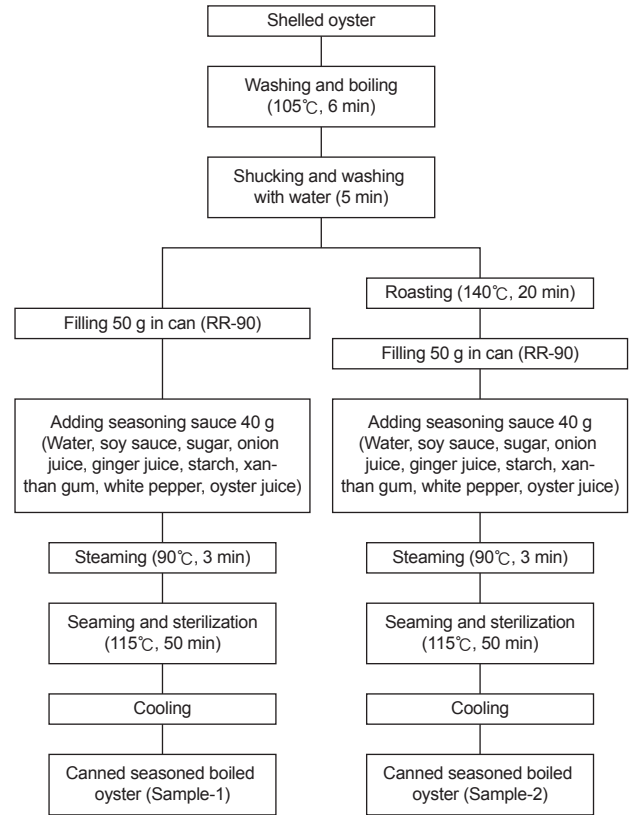 Shelled oyster
Washing and boiling
(105℃, 6 min)
Shucking and washing
with water (5 min)
Filling 50 g in can (RR-90)
Adding seasoning sauce 40 g
(Water, soy sauce, sugar, onion
juice, ginger juice, starch, xan-
than gum, white pepper, oyster juice)
Steaming (90℃, 3 min)
Seaming and sterilization
(115℃, 50 min)
Cooling
Canned seasoned boiled
oyster (Sample-1)
Roasting (140℃, 20 min)
Filling 50 g in can (RR-90)
Adding seasoning sauce 40 g
(Water, soy sauce, sugar, onion
juice, ginger juice, starch, xan-
than gum, white pepper, oyster juice)
Steaming (90℃, 3 min)
Seaming and sterilization
(115℃, 50 min)
Cooling
Canned seasoned boiled
oyster (Sample-2)